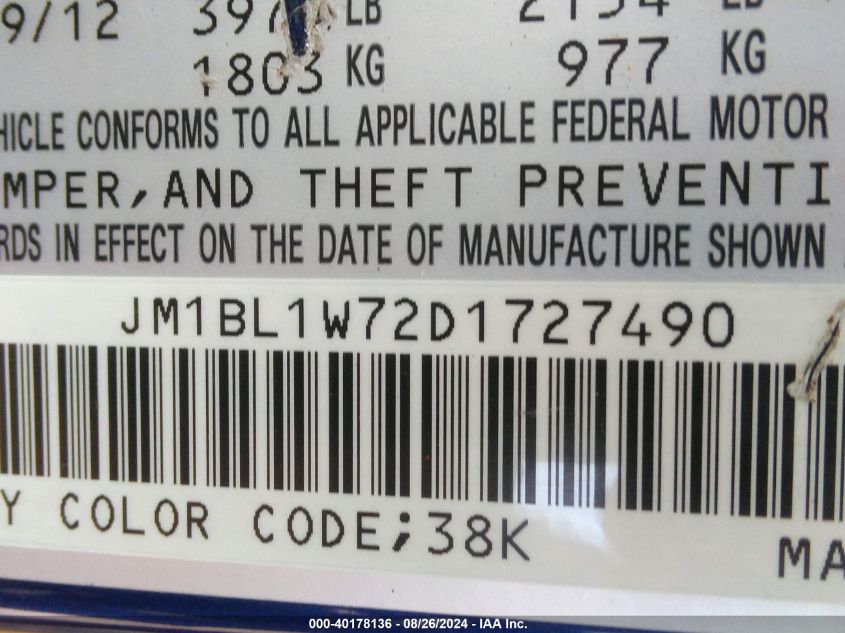 9/12 LB 2154 LB
1803 KG 977 KG
HICLE CONFORMS TO ALL APPLICABLE FEDERAL MOTOR
MPER,AND THEFT PREVENTI
RDS IN EFFECT ON THE DATE OF MANUFACTURE SHOWN
JM1BL1W72D1727490
Y COLOR CODE;38K
MA
000-40178136 - 08/26/2024 - IAA Inc.